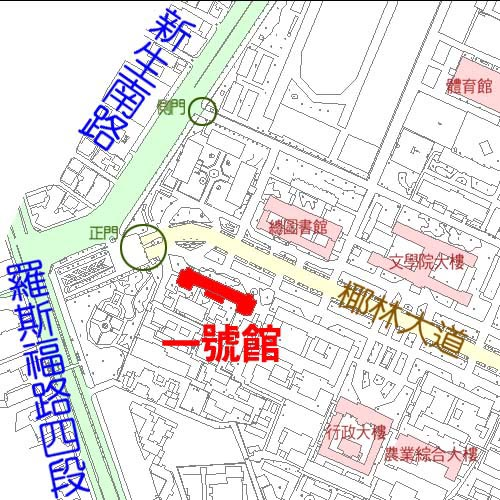 新生南路
側門
體育館
正門
總圖書館
文學院大樓
羅斯福路四段
椰林大道
一號館
行政大樓
農業綜合大樓